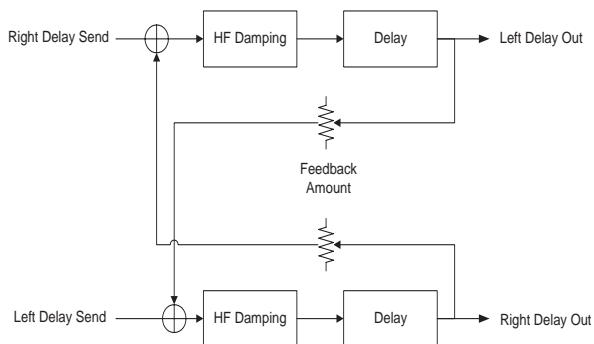 Right Delay Send
HF Damping
Delay
Left Delay Out
Feedback
Amount
Left Delay Send
HF Damping
Delay
Right Delay Out